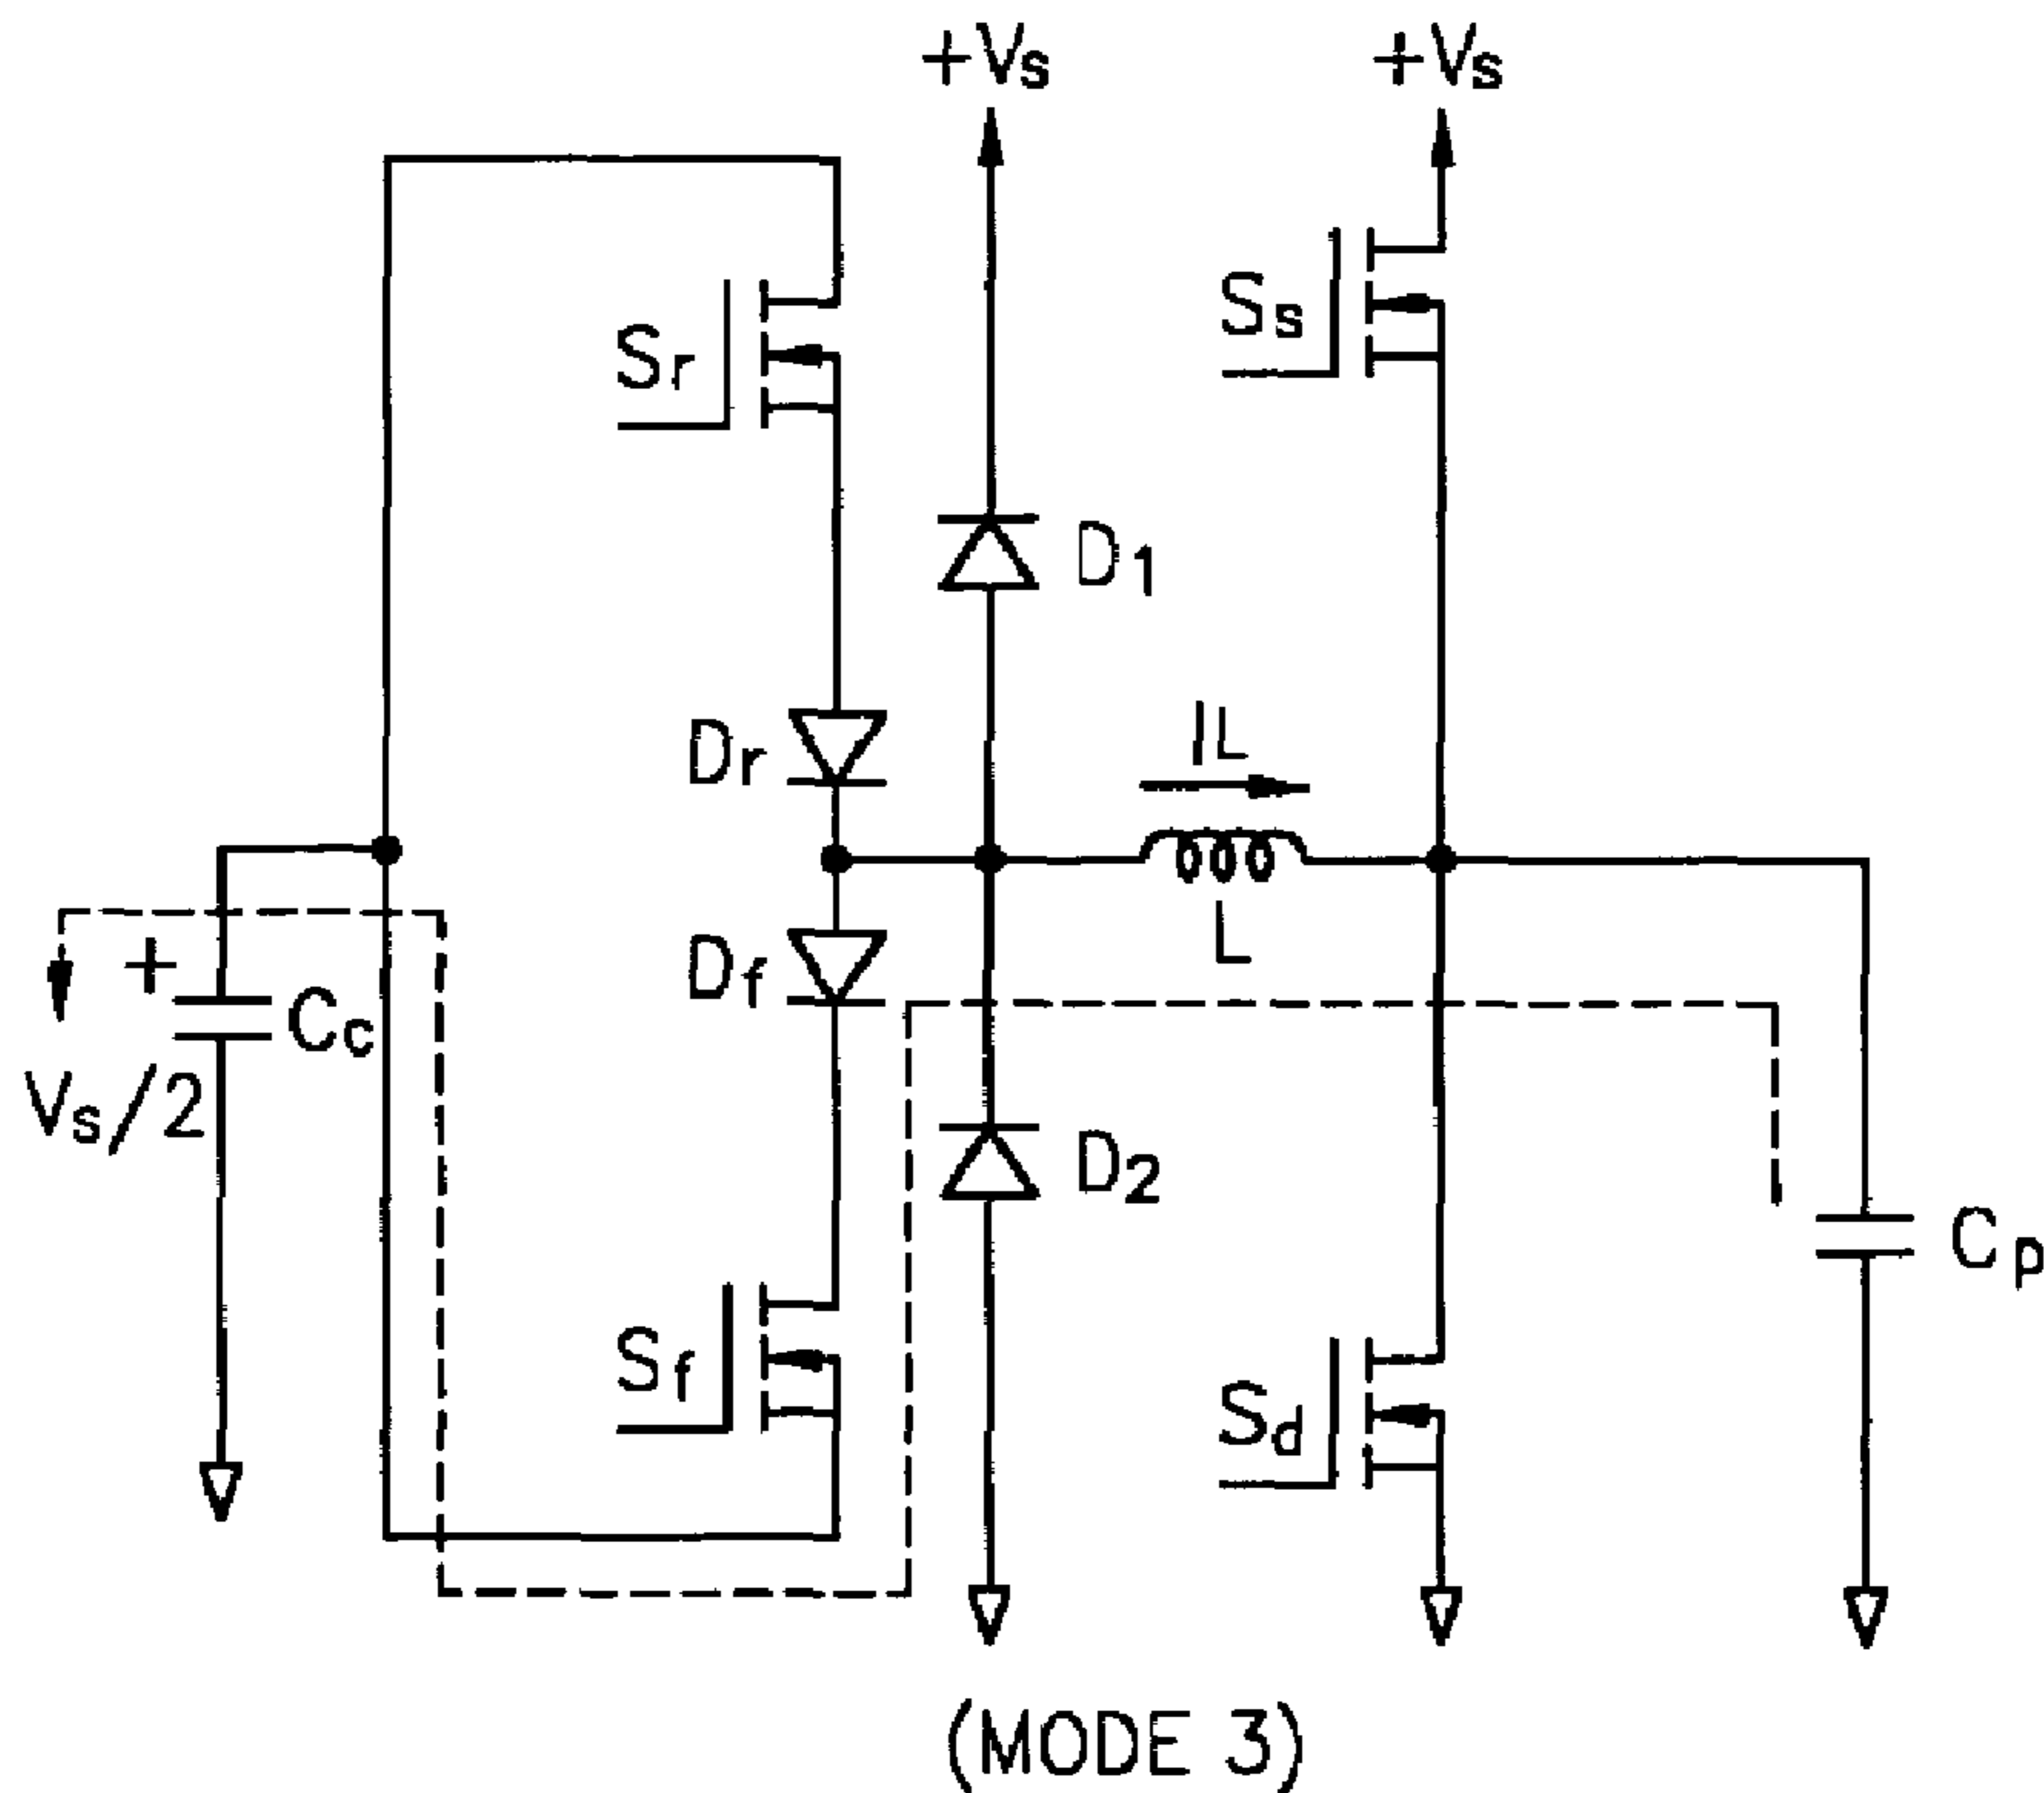 +Vs
+Vs
Sr
Ss
D1
Dr
IL
L
Df
+
Cc
Vs/2
D2
Cp
Sf
Sd
(MODE 3)